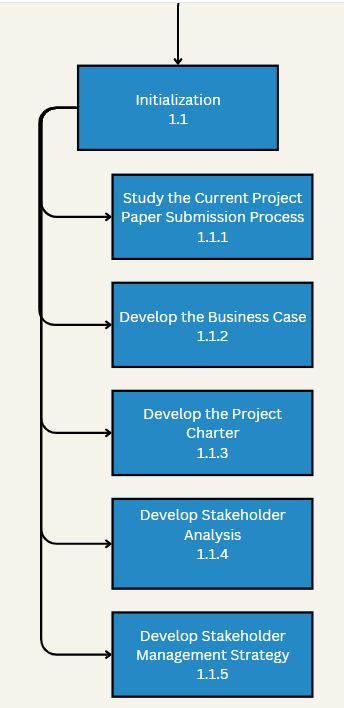 Initialization
1.1
Study the Current Project
Paper Submission Process
1.1.1
Develop the Business Case
1.1.2
Develop the Project
Charter
1.1.3
Develop Stakeholder
Analysis
1.1.4
Develop Stakeholder
Management Strategy
1.1.5